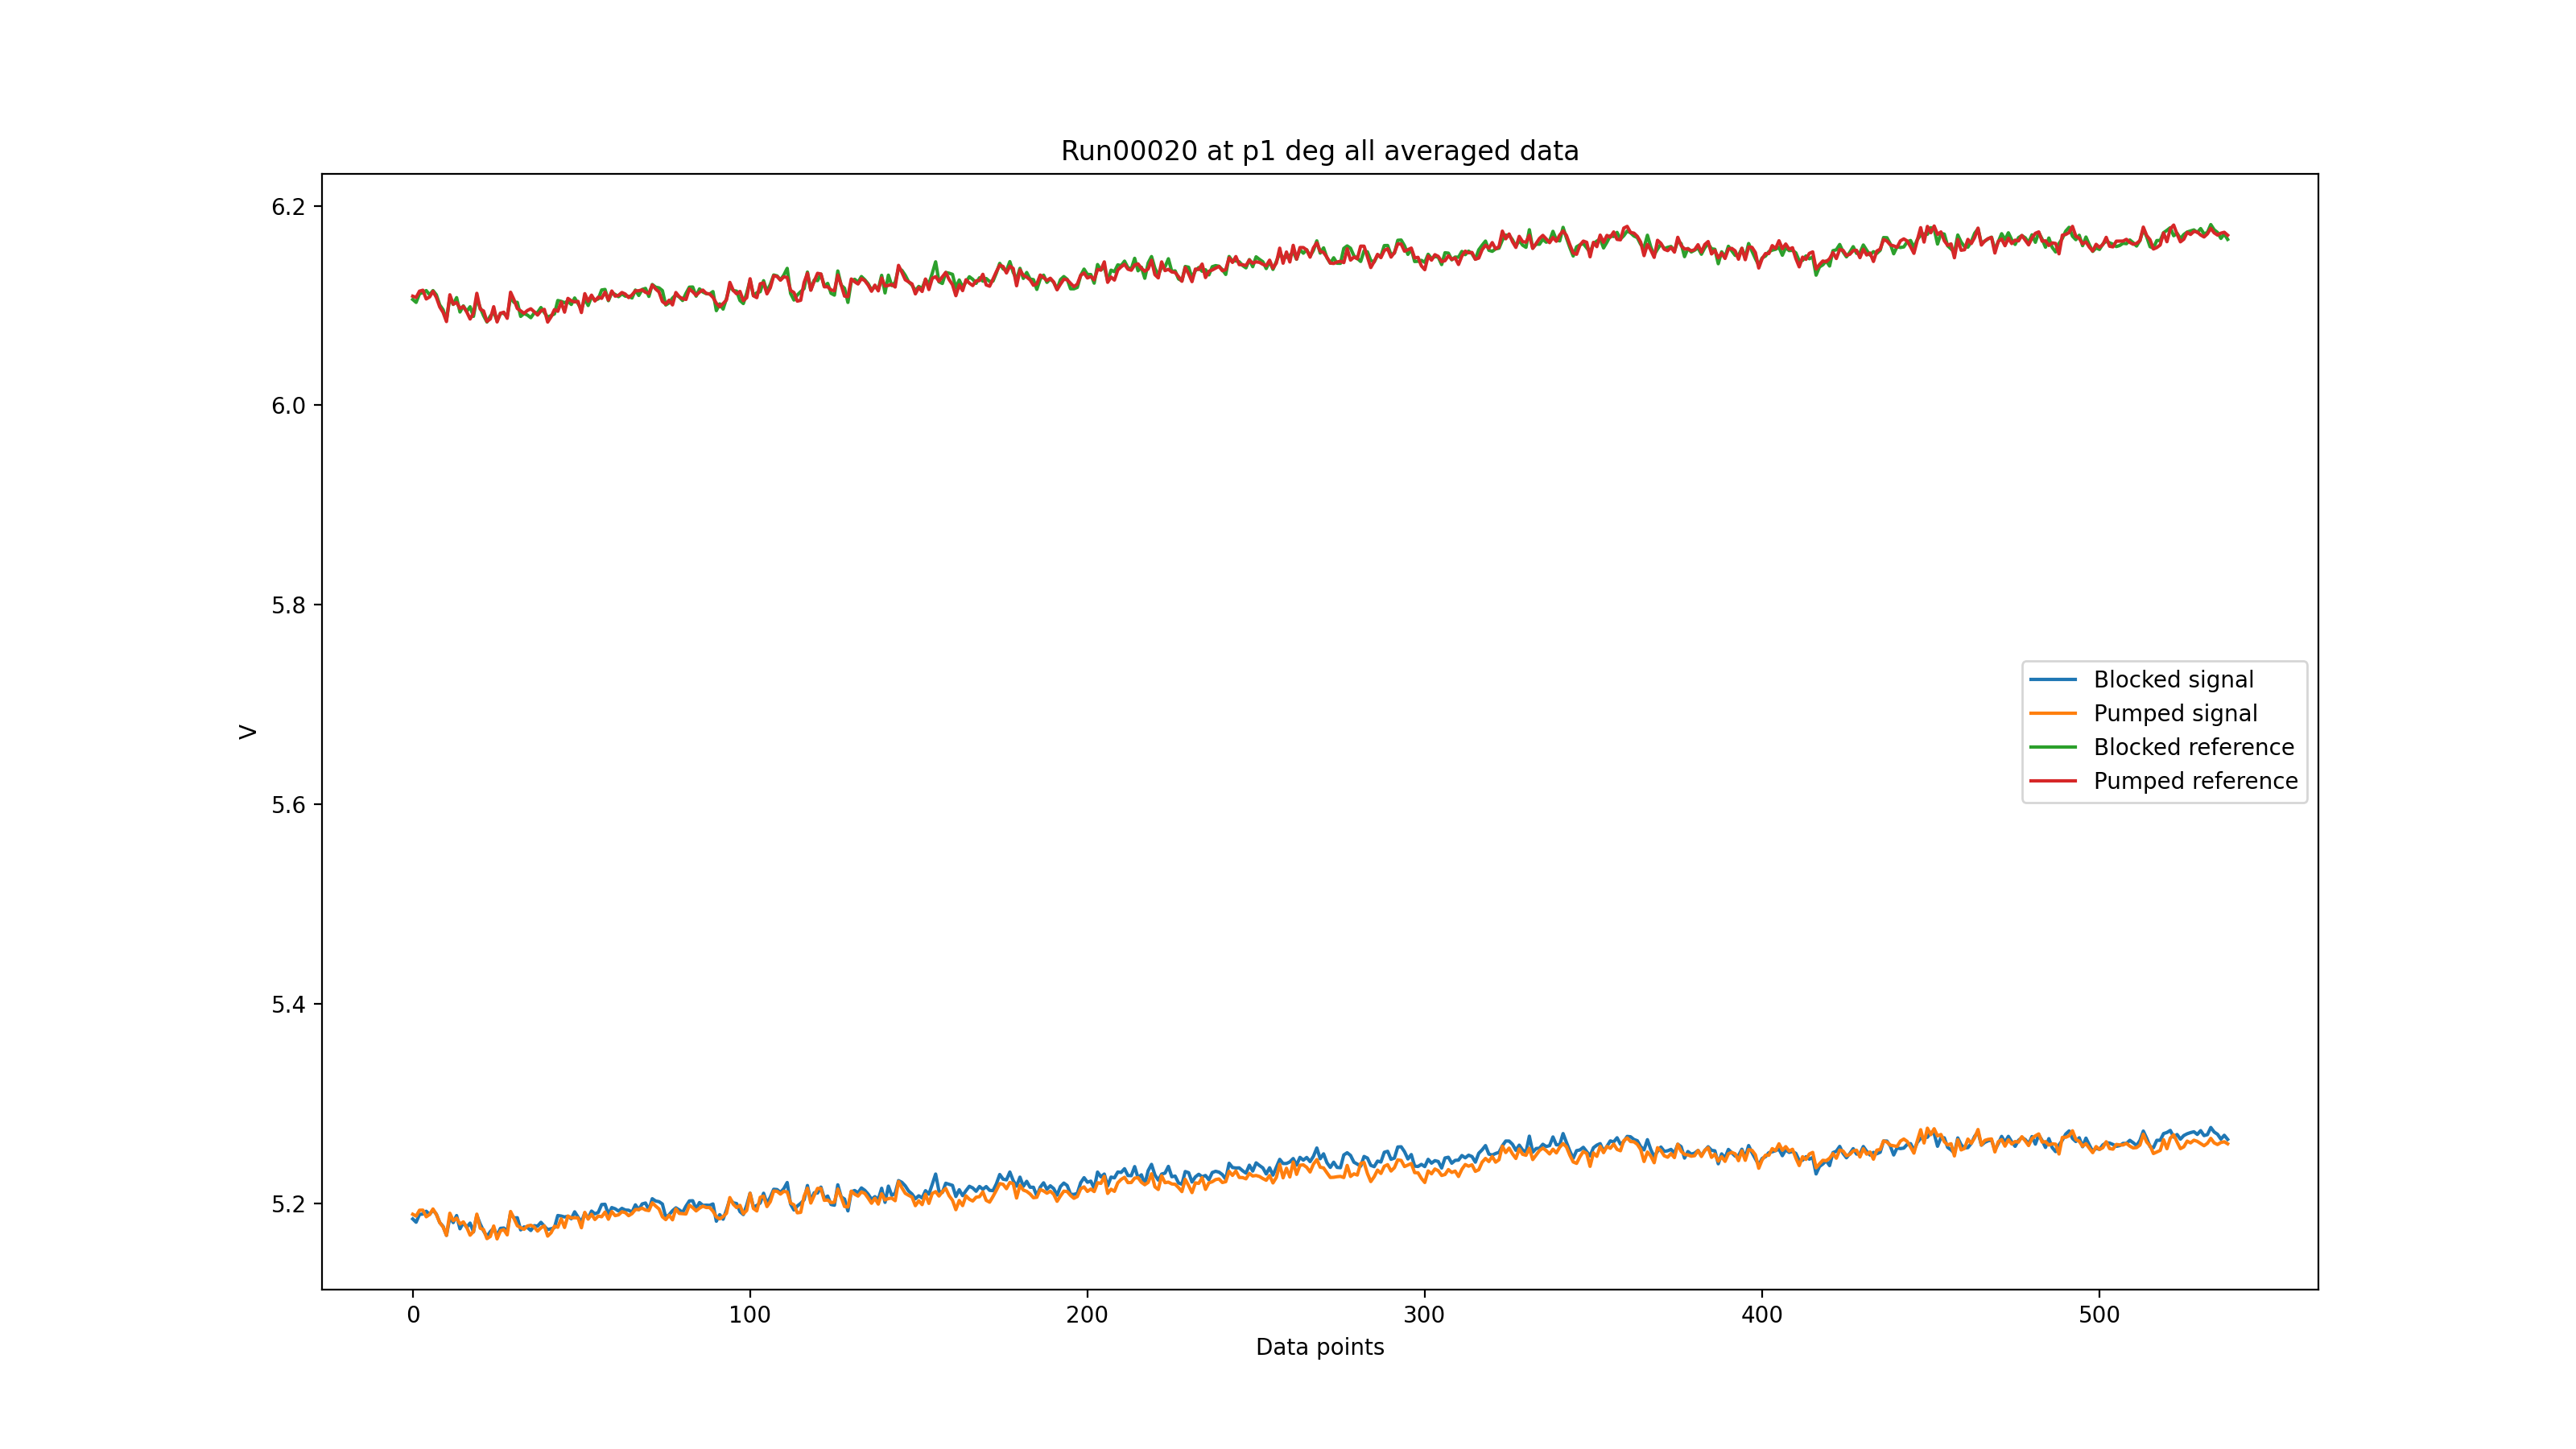 Run00020 at p1 deg all averaged data
6.2
6.0
5.8
5.6
5.4
5.2
V
Blocked signal
Pumped signal
Blocked reference
Pumped reference
0 100 200 300 400 500
Data points